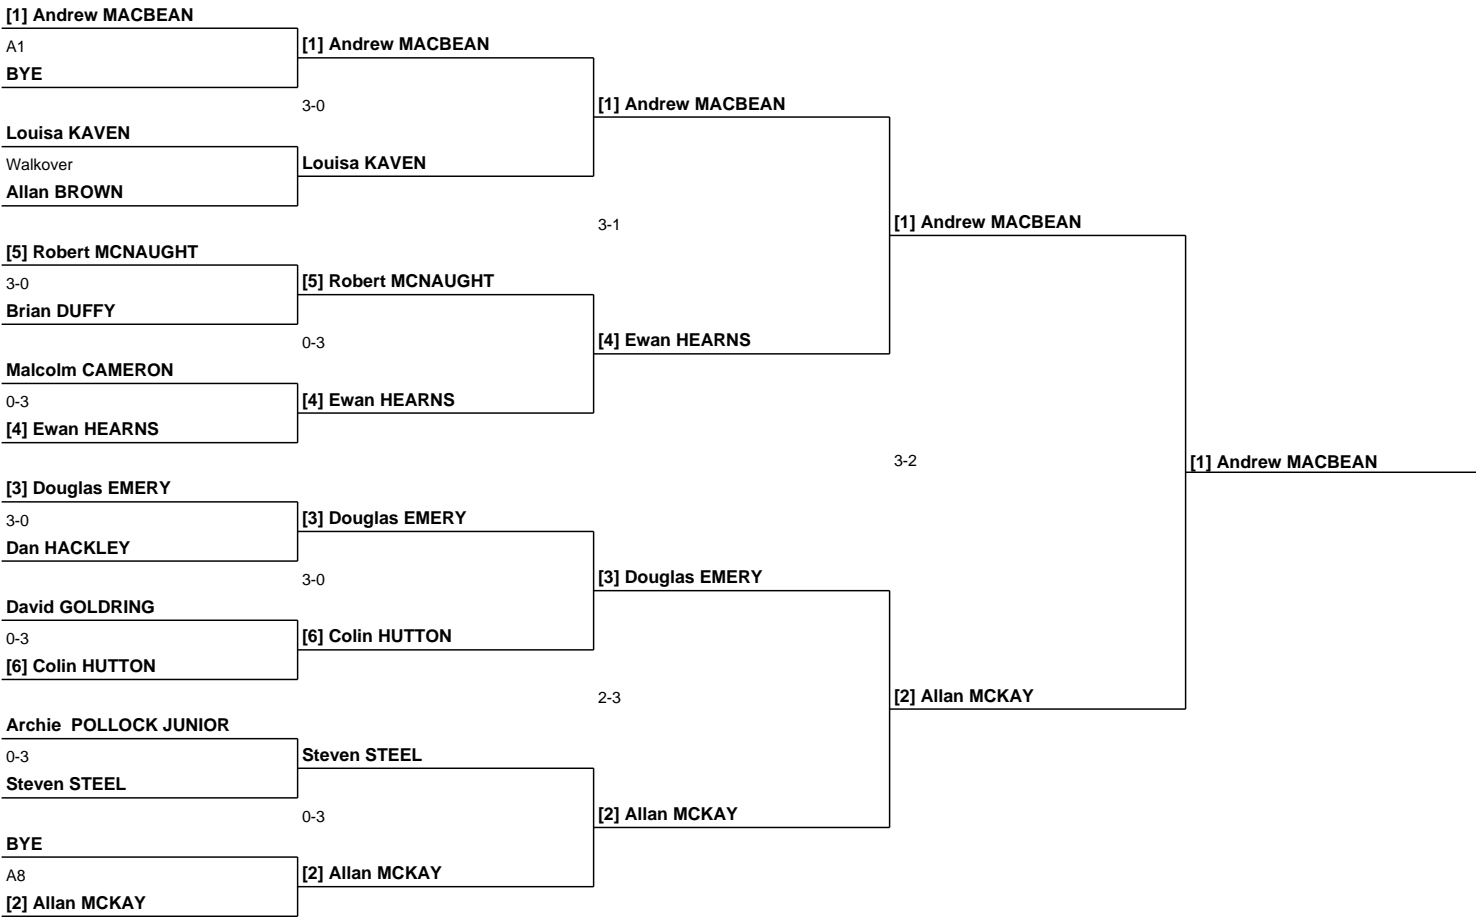 [1] Andrew MACBEAN
A1
[1] Andrew MACBEAN
BYE
3-0
[1] Andrew MACBEAN
Louisa KAVEN
Walkover
Louisa KAVEN
Allan BROWN
3-1
[1] Andrew MACBEAN
[5] Robert MCNAUGHT
3-0
[5] Robert MCNAUGHT
Brian DUFFY
0-3
[4] Ewan HEARNS
Malcolm CAMERON
0-3
[4] Ewan HEARNS
[4] Ewan HEARNS
3-2
[1] Andrew MACBEAN
[3] Douglas EMERY
3-0
[3] Douglas EMERY
Dan HACKLEY
3-0
[3] Douglas EMERY
David GOLDRING
0-3
[6] Colin HUTTON
[6] Colin HUTTON
2-3
[2] Allan MCKAY
Archie  POLLOCK JUNIOR
0-3
Steven STEEL
Steven STEEL
0-3
[2] Allan MCKAY
BYE
A8
[2] Allan MCKAY
[2] Allan MCKAY